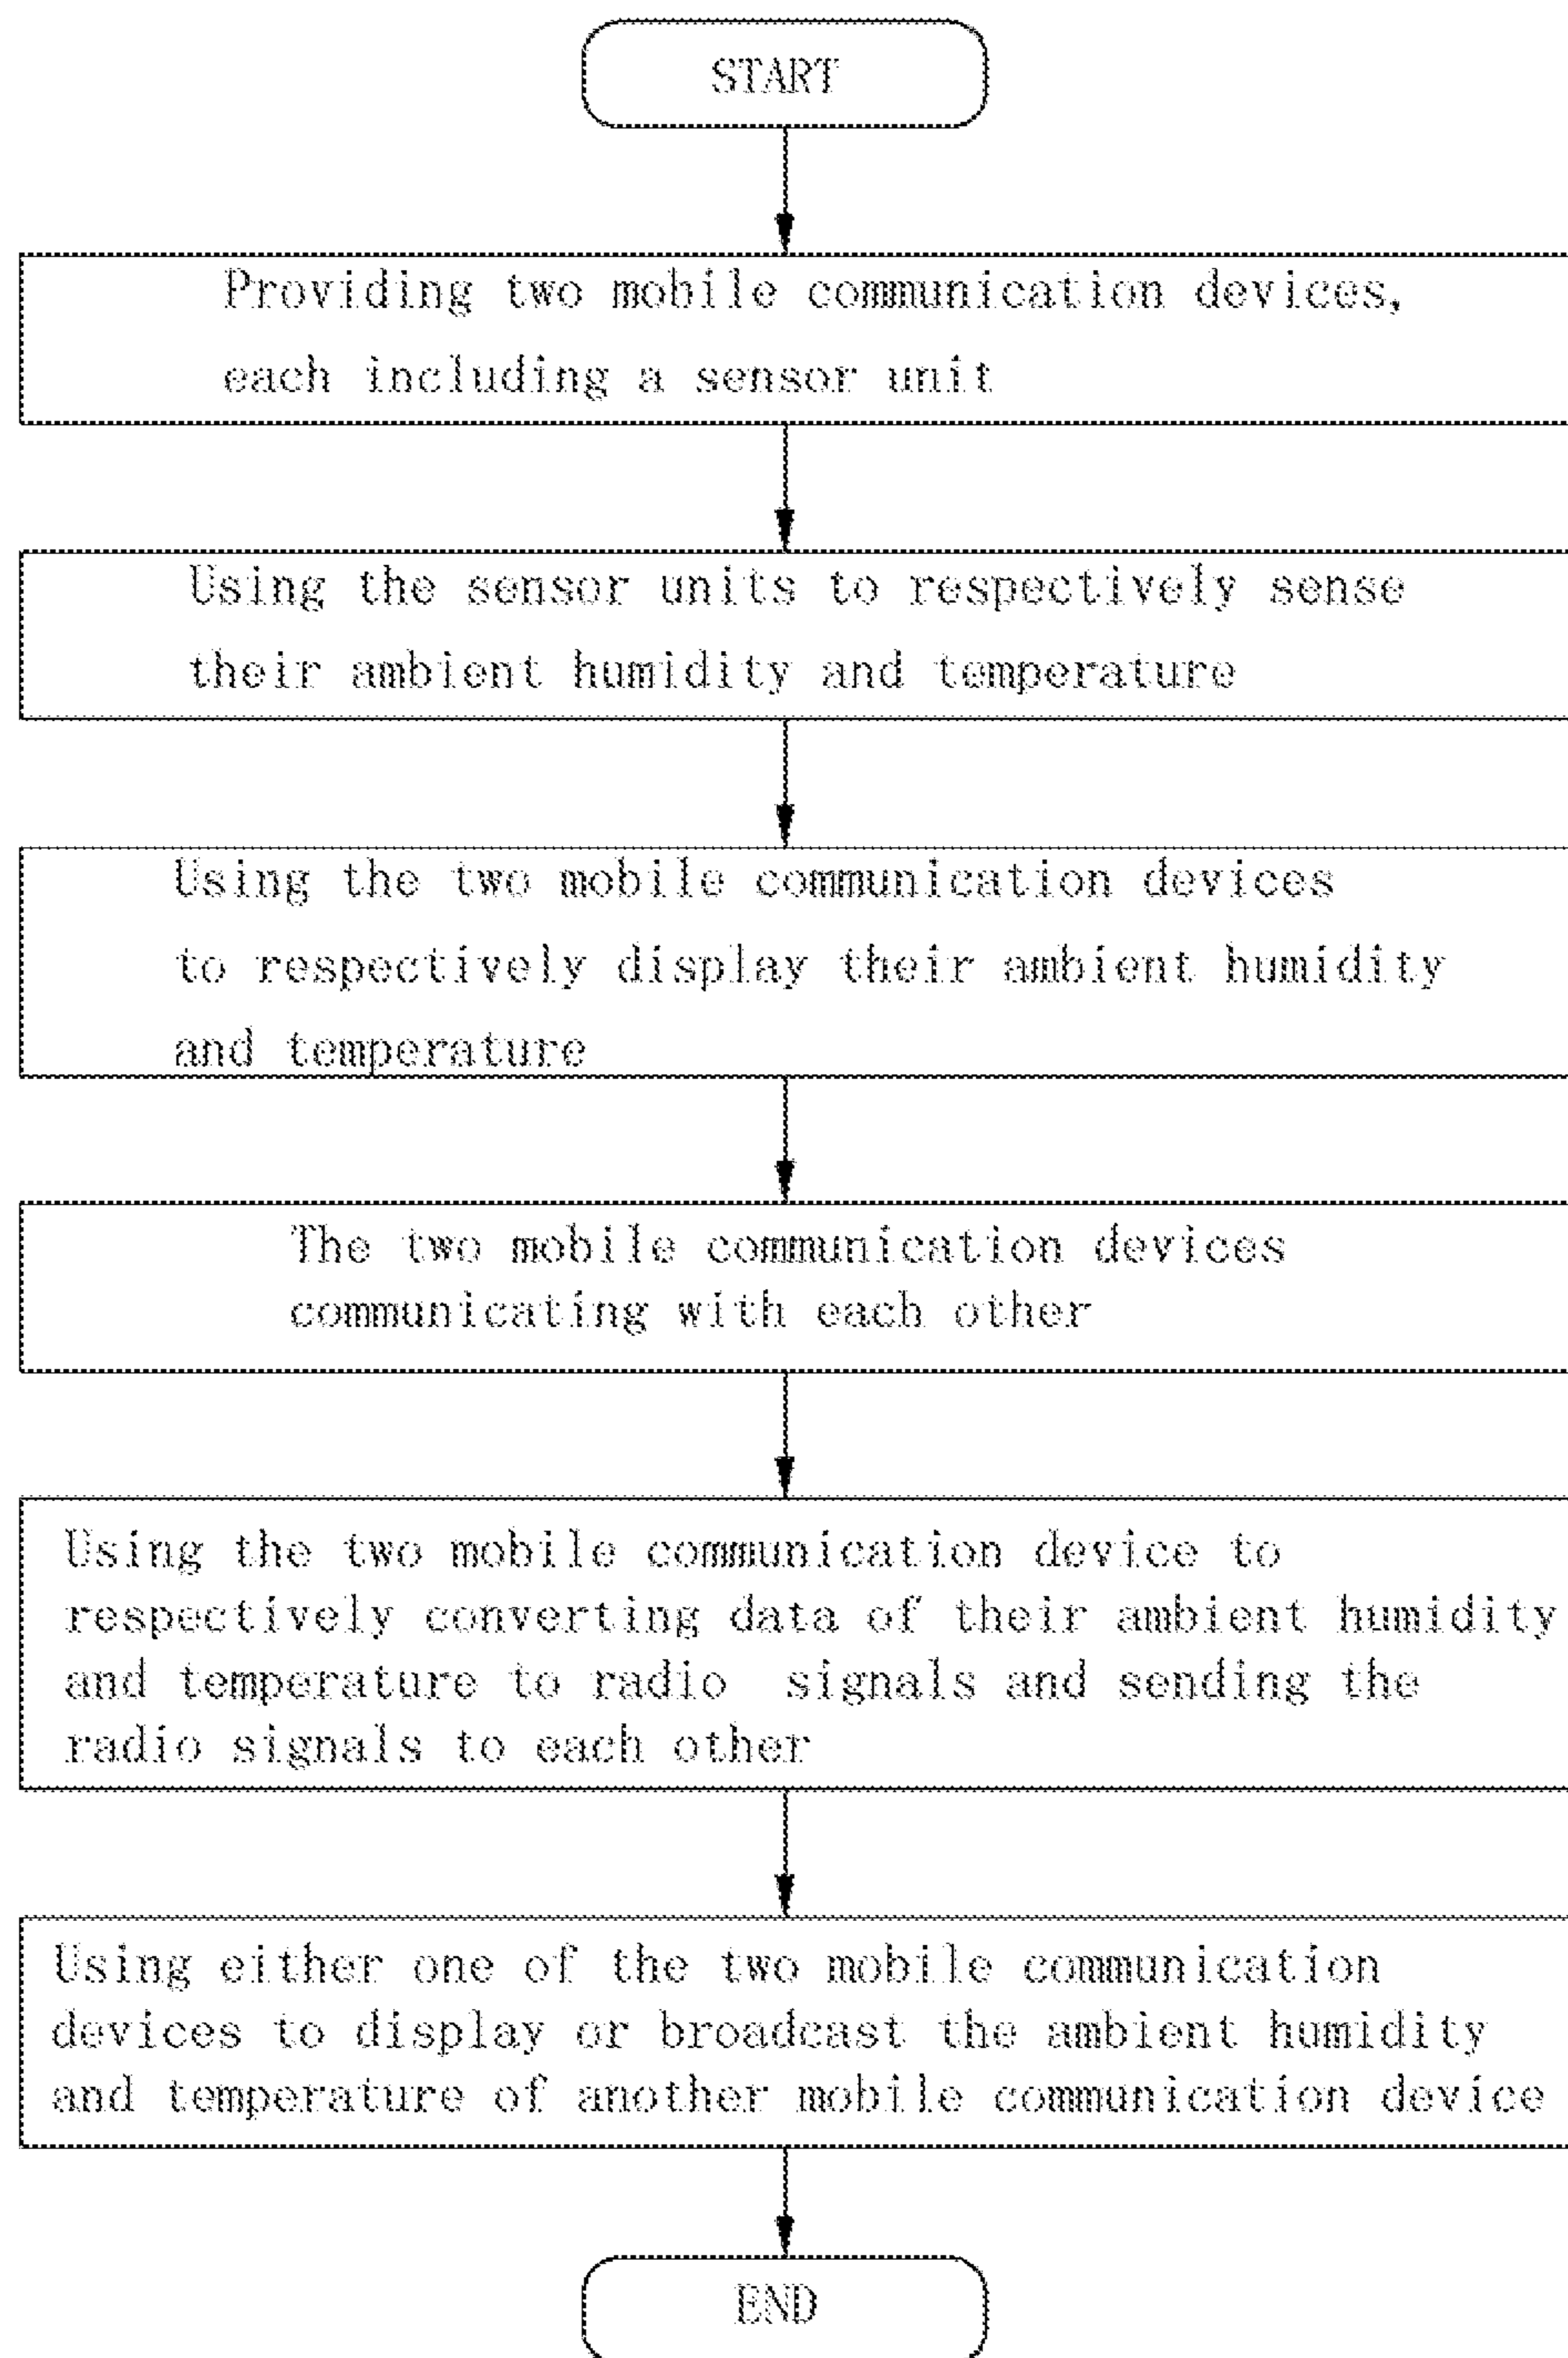 START
Providing two mobile communication devices,
each including a sensor unit
Using the sensor units to respectively sense
their ambient humidity and temperature
Using the two mobile communication devices
to respectively display their ambient humidity
and temperature
The two mobile communication devices
communicating with each other
Using the two mobile communication device to
respectively converting data of their ambient humidity
and temperature to radio signals and sending the
radio signals to each other
Using either one of the two mobile communication
devices to display or broadcast the ambient humidity
and temperature of another mobile communication device
END